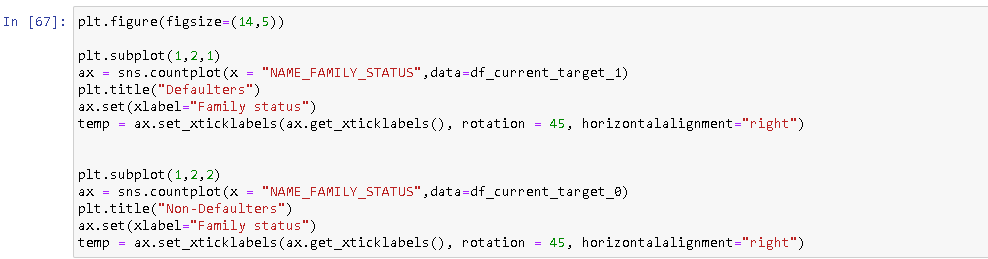 In [67]: plt.figure(figsize=(14,5))
plt.subplot(1,2,1)
ax = sns.countplot(x = "NAME_FAMILY_STATUS",data=df_current_target_1)
plt.title("Defaulters")
ax.set(xlabel="Family status")
temp = ax.set_xticklabels(ax.get_xticklabels(), rotation = 45, horizontalalignment="right")
plt.subplot(1,2,2)
ax = sns.countplot(x = "NAME_FAMILY_STATUS",data=df_current_target_0)
plt.title("Non-Defaulters")
ax.set(xlabel="Family status")
temp = ax.set_xticklabels(ax.get_xticklabels(), rotation = 45, horizontalalignment="right")